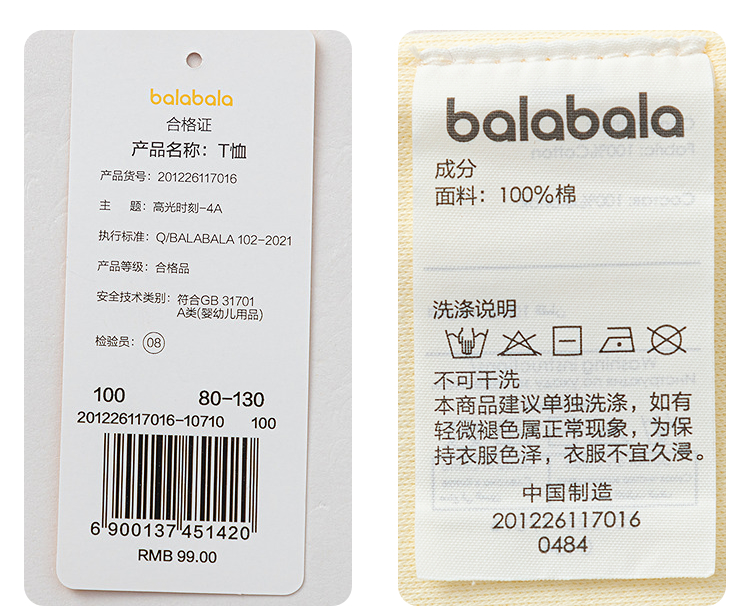 balabala
合格证
产品名称：T恤
产品货号：201226117016
主 题：高光时刻-4A
执行标准：Q/BALABALA 102-2021
产品等级：合格品
安全技术类别：符合GB 31701
A类(婴幼儿用品)
检验员：08
100 80-130
201226117016-10710 100
6 900137 451420
RMB 99.00
balabala
成分
面料：100%棉
洗涤说明
不可干洗
本商品建议单独洗涤，如有
轻微褪色属正常现象，为保
持衣服色泽，衣服不宜久浸。
中国制造
201226117016
0484